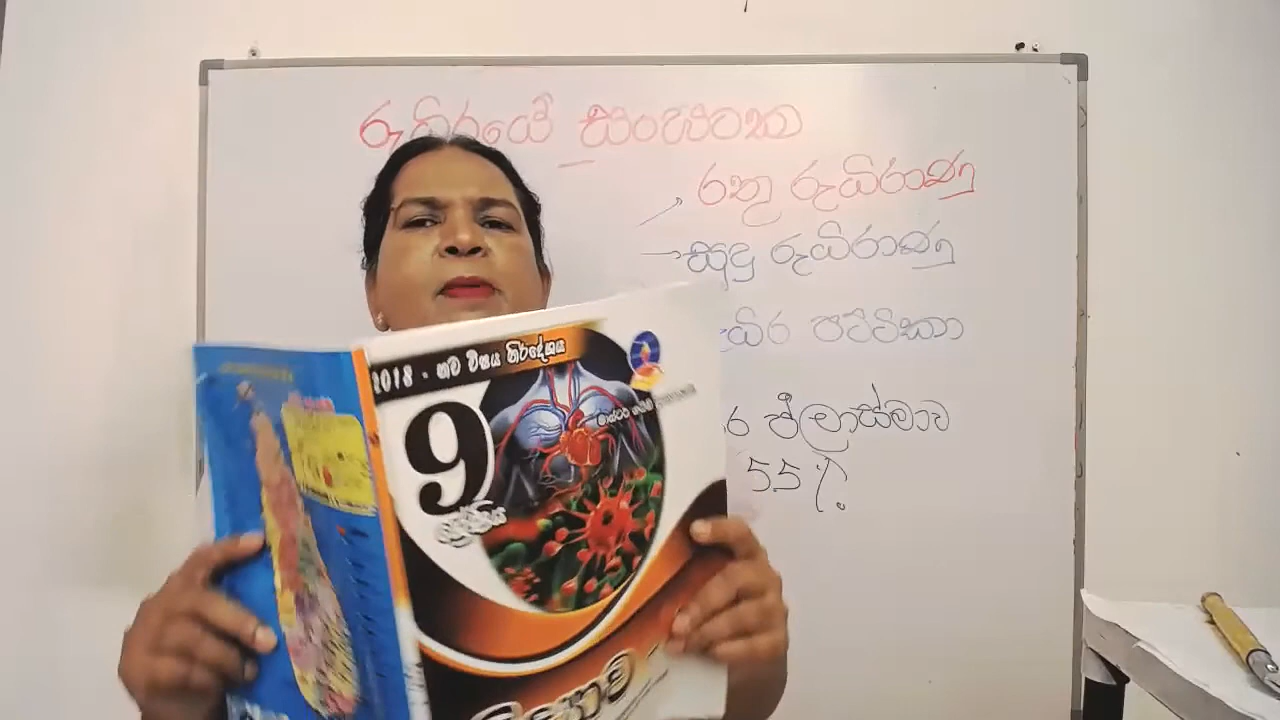 රුධිරයේ සංඝටක
රතු රුධිරාණු
සුදු රුධිරාණු
ධිර පට්ටිකා
ර ප්ලාස්මාව
55%
2018 - නව විෂය නිර්දේශය
9
ශ්‍රේණිය